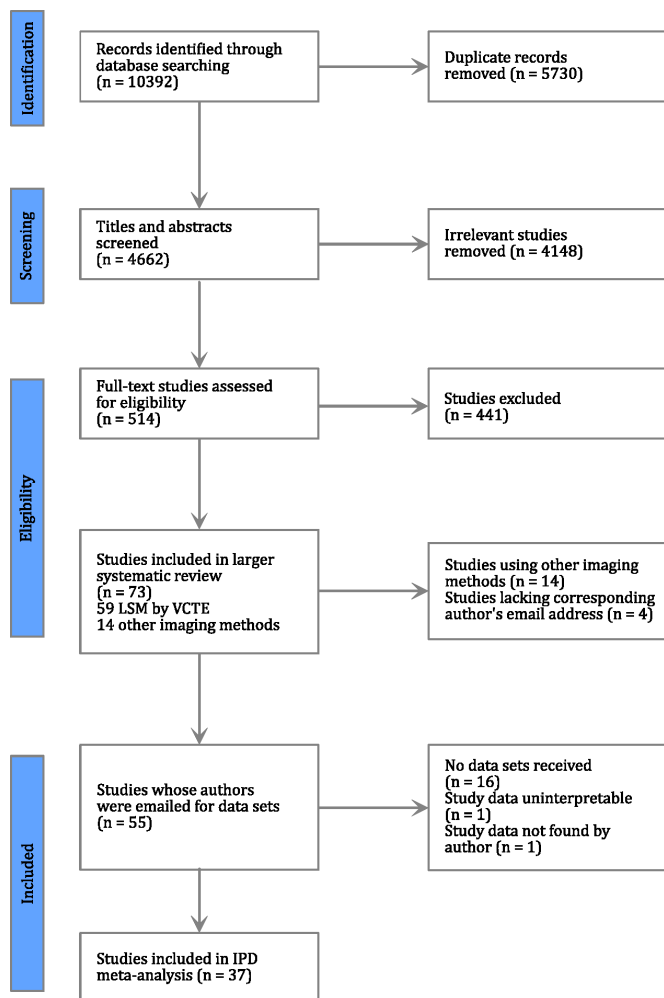 Identification
Records identified through
database searching
(n = 10392)
Duplicate records
removed (n = 5730)
Screening
Titles and abstracts
screened
(n = 4662)
Irrelevant studies
removed (n = 4148)
Eligibility
Full-text studies assessed
for eligibility
(n = 514)
Studies excluded
(n = 441)
Studies included in larger
systematic review
(n = 73)
59 LSM by VCTE
14 other imaging methods
Studies using other imaging
methods (n = 14)
Studies lacking corresponding
author's email address (n = 4)
Included
Studies whose authors
were emailed for data sets
(n = 55)
No data sets received
(n = 16)
Study data uninterpretable
(n = 1)
Study data not found by
author (n = 1)
Studies included in IPD
meta-analysis (n = 37)